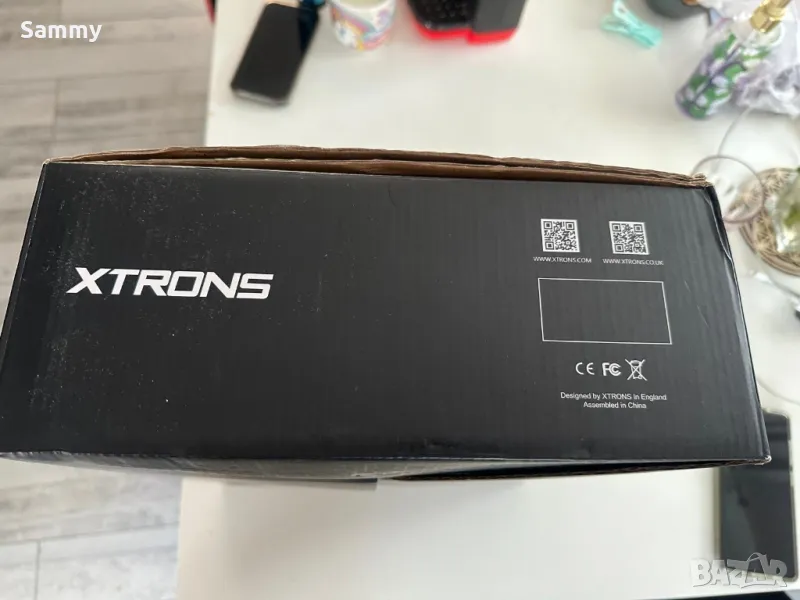 Sammy
XTRONS
WWW.XTRONS.COM WWW.XTRONS.CO.UK
CE FC
Designed by XTRONS in England
Assembled in China
BAZAR